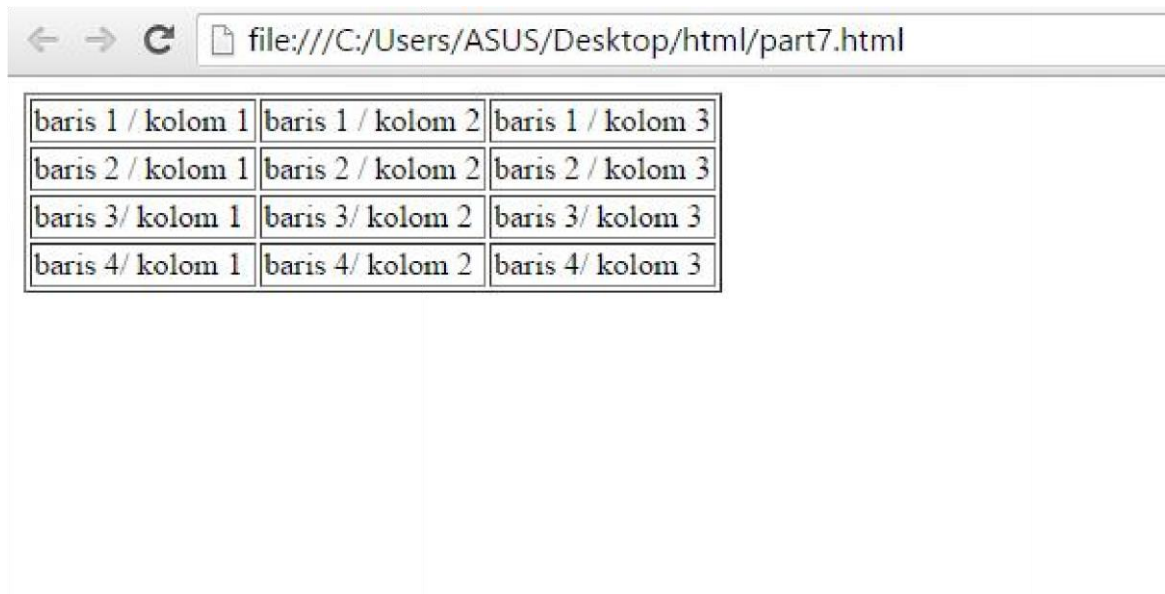 file:///C:/Users/ASUS/Desktop/html/part7.html
baris 1 / kolom 1 baris 1 / kolom 2 baris 1 / kolom 3
baris 2 / kolom 1 baris 2 / kolom 2 baris 2 / kolom 3
baris 3/ kolom 1 baris 3/ kolom 2 baris 3/ kolom 3
baris 4/ kolom 1 baris 4/ kolom 2 baris 4/ kolom 3